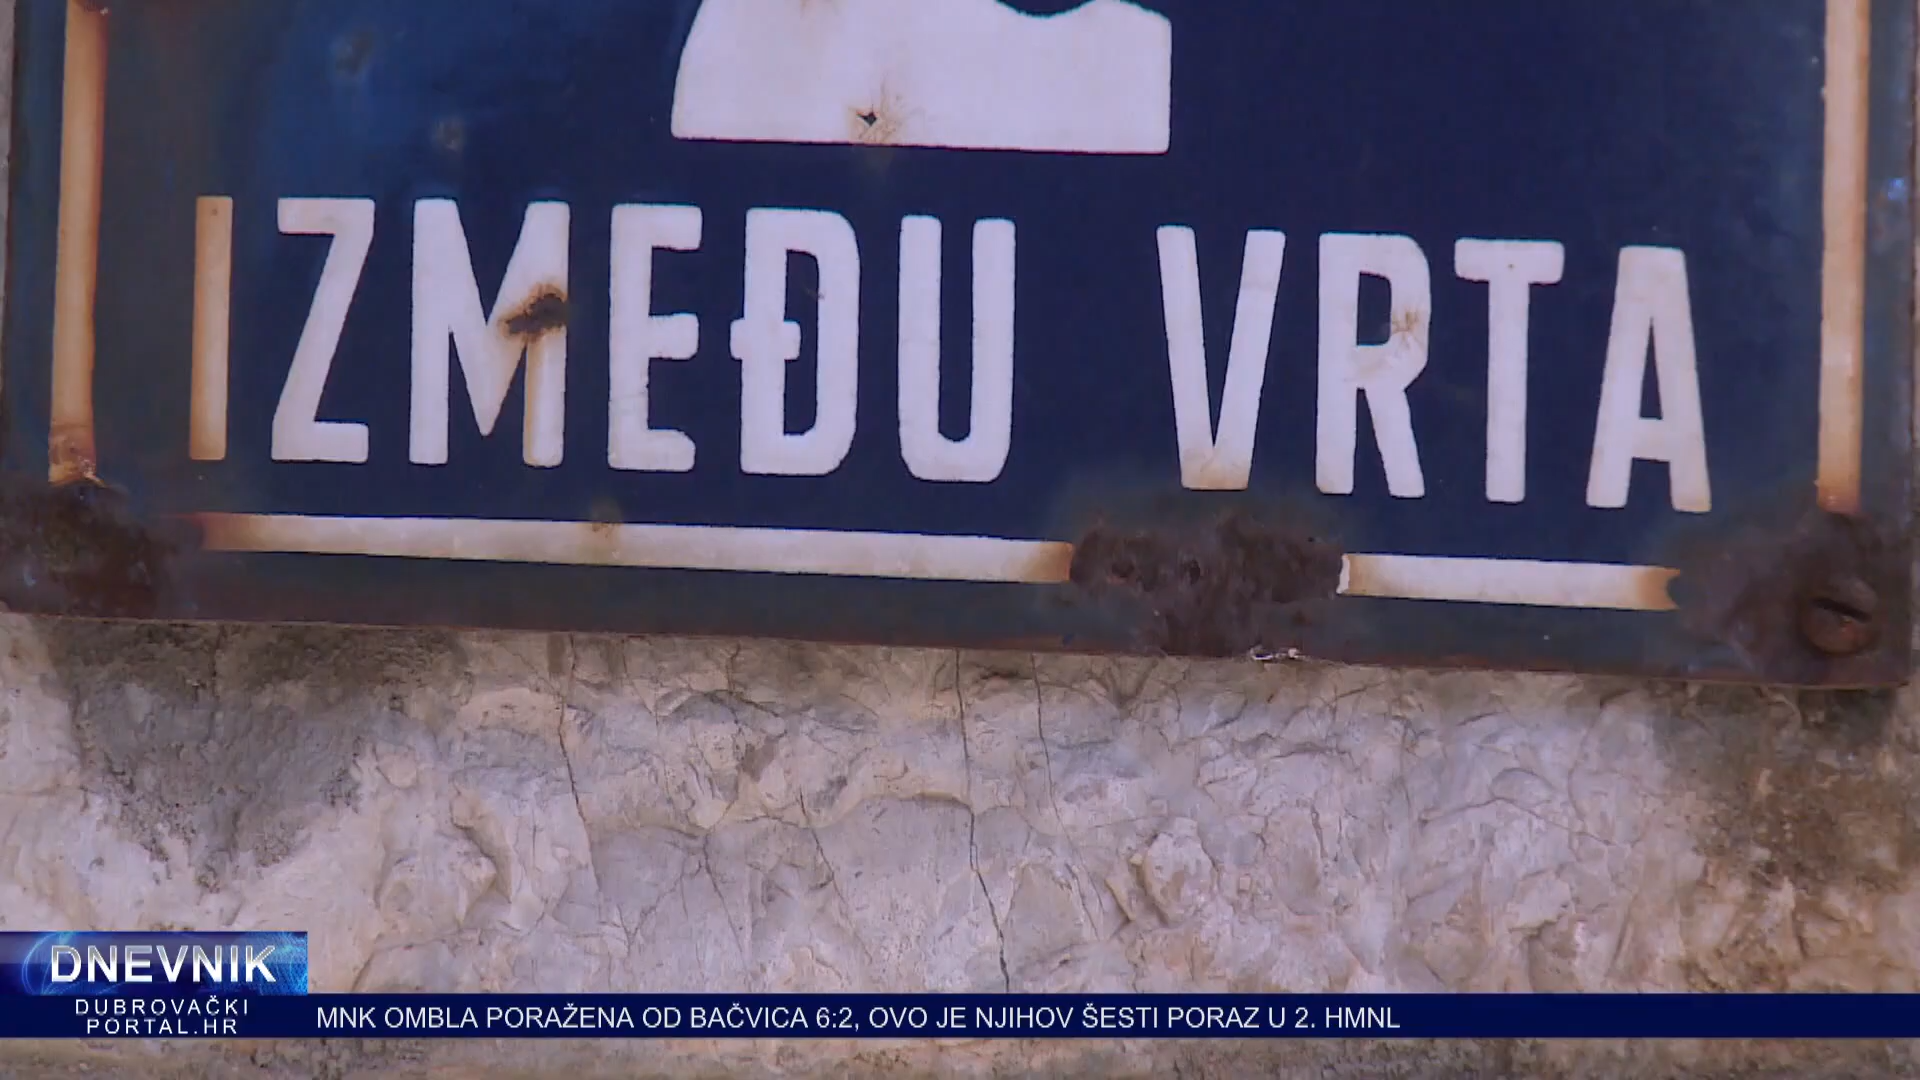 IZMEĐU VRTA
DNEVNIK
DUBROVAČKI
PORTAL.HR
MNK OMBLA PORAŽENA OD BAČVICA 6:2, OVO JE NJIHOV ŠESTI PORAZ U 2. HMNL